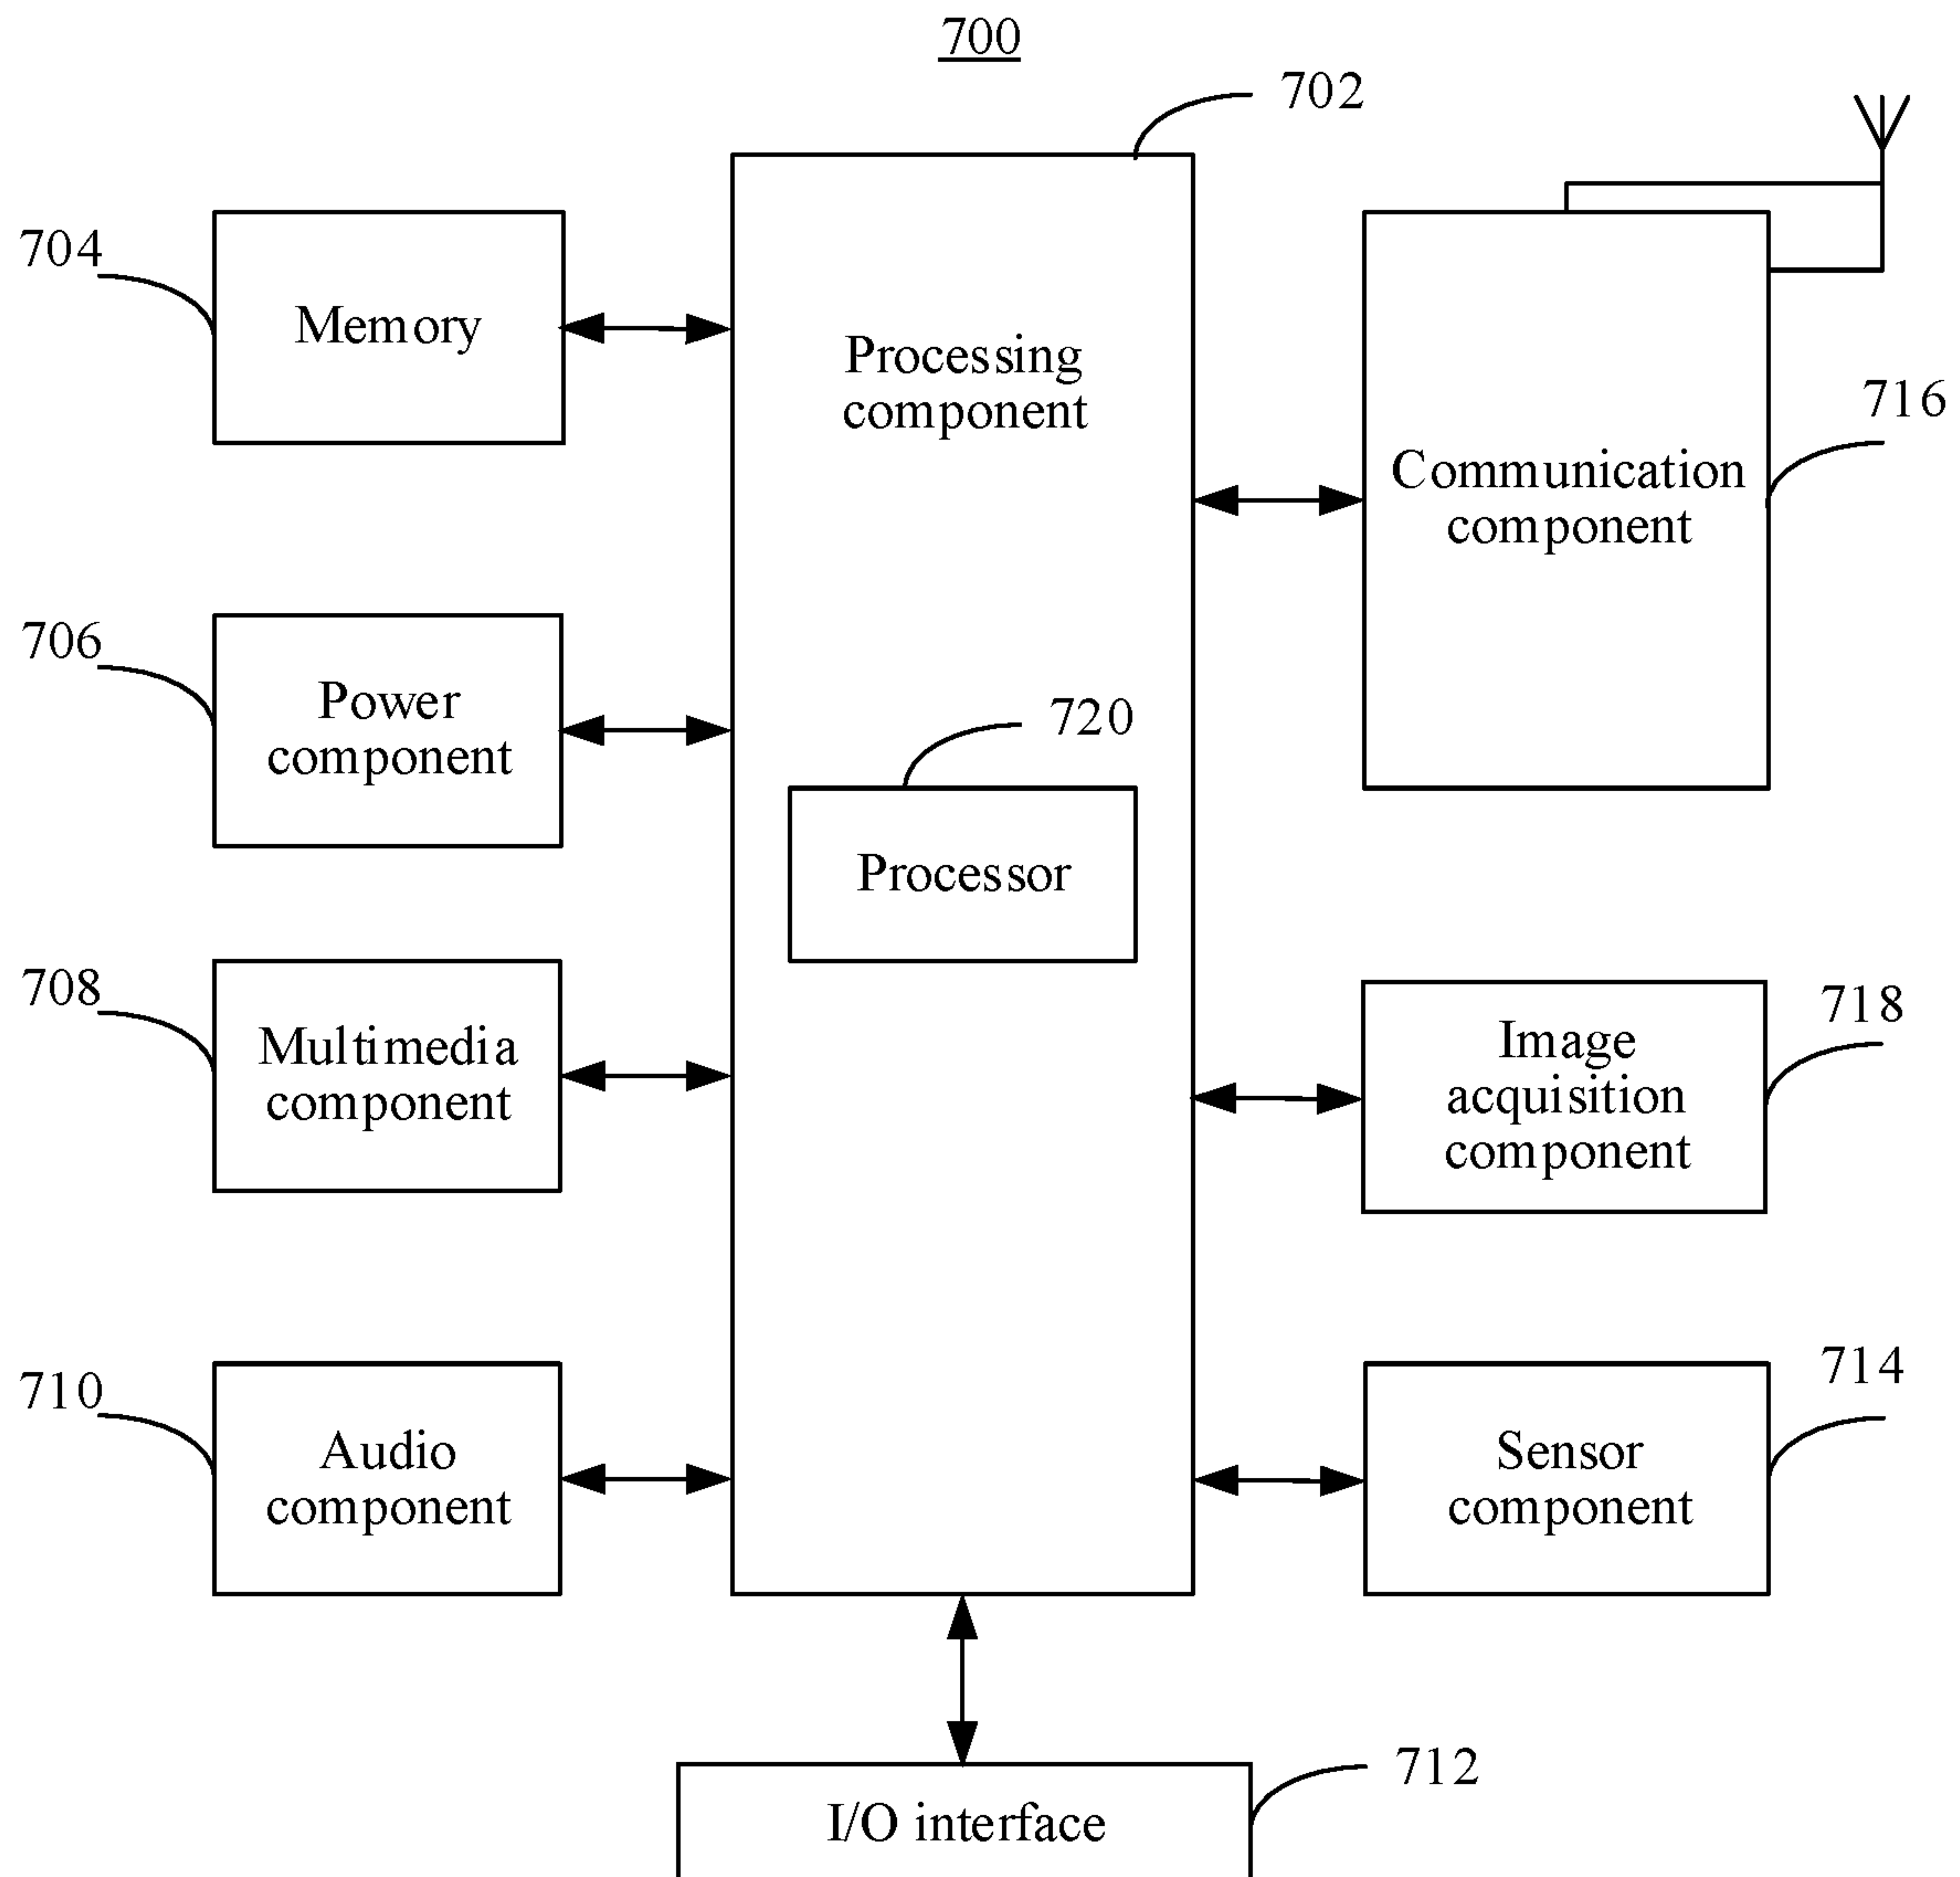 700
702
704
Memory
Processing
component
716
Communication
component
706
Power
component
720
Processor
708
Multimedia
component
718
Image
acquisition
component
710
Audio
component
714
Sensor
component
712
I/O interface